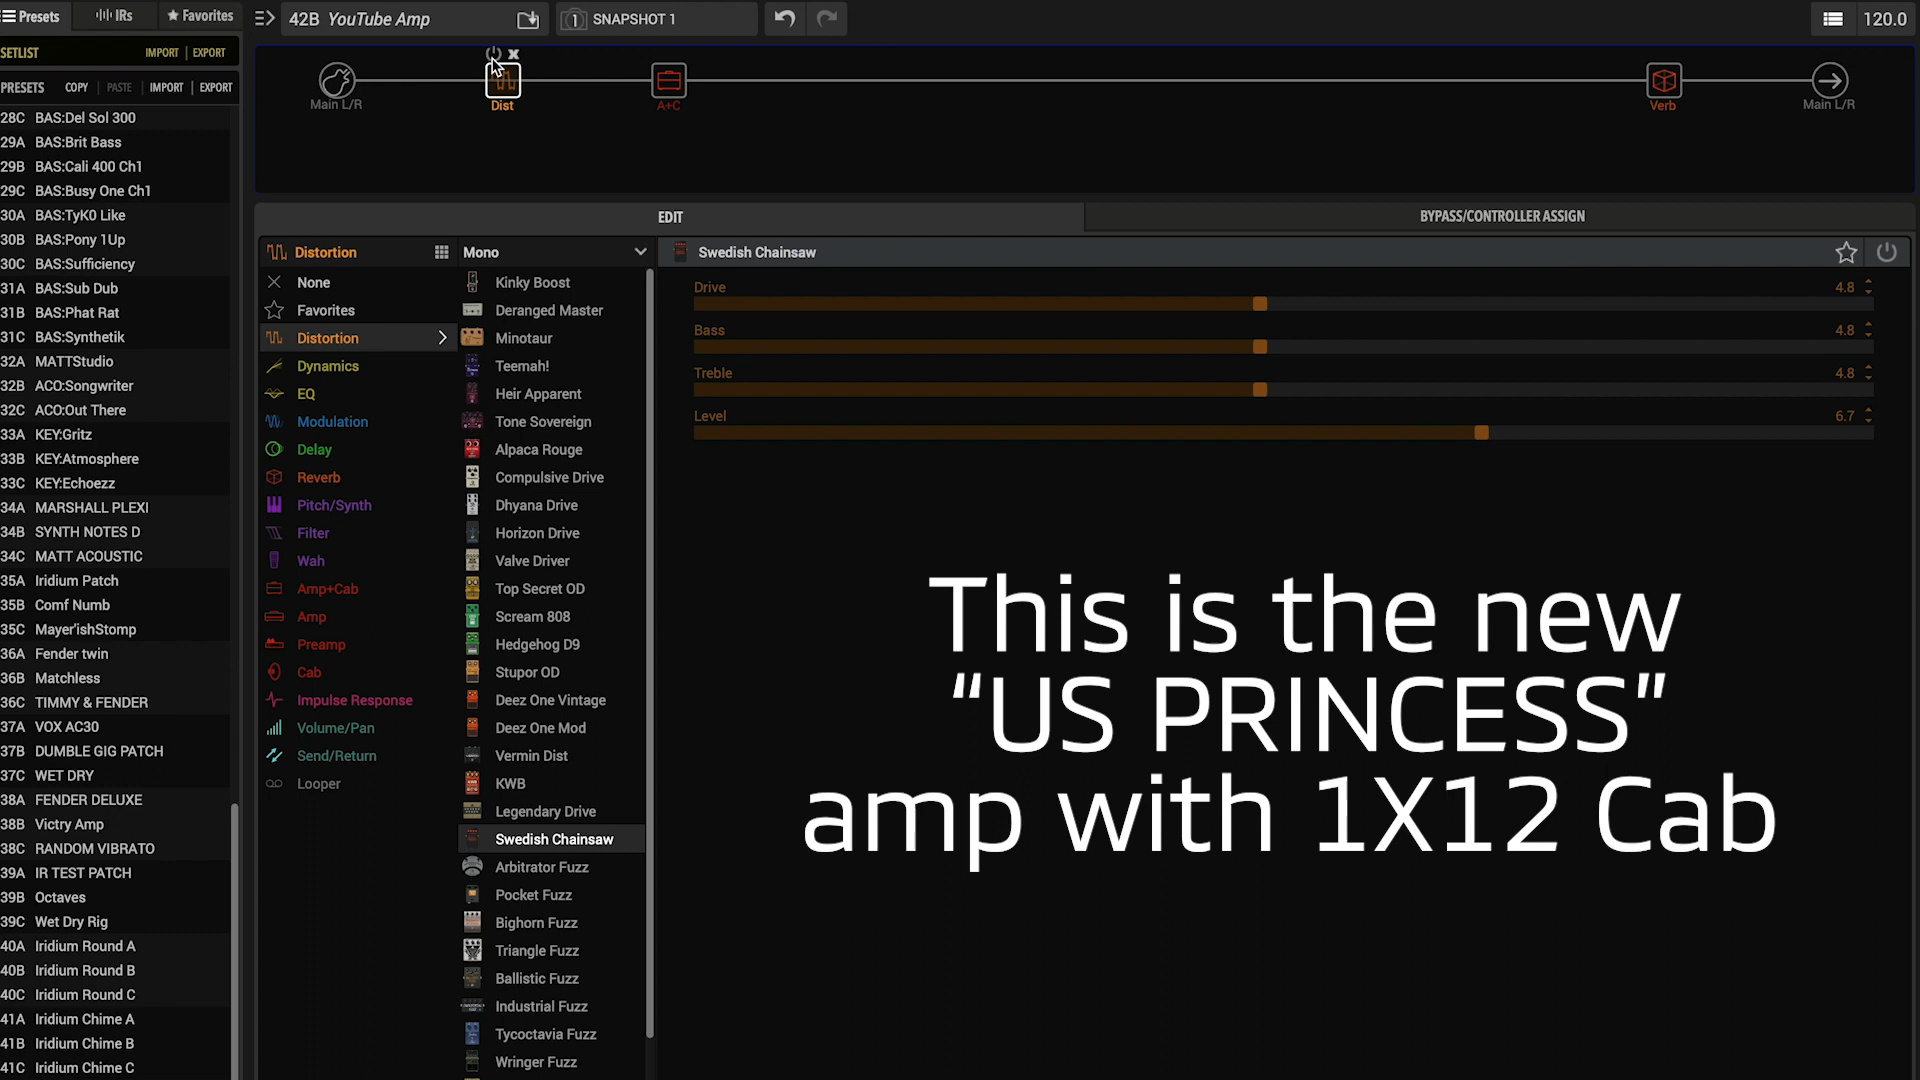 Presets
IRs
Favorites
42B YouTube Amp
1 SNAPSHOT 1
120.0
SETLIST IMPORT | EXPORT
PRESETS COPY PASTE IMPORT EXPORT
28C BAS:Del Sol 300
29A BAS:Brit Bass
29B BAS:Cali 400 Ch1
29C BAS:Busy One Ch1
30A BAS:TyK0 Like
30B BAS:Pony 1Up
30C BAS:Sufficiency
31A BAS:Sub Dub
31B BAS:Phat Rat
31C BAS:Synthetik
32A MATTStudio
32B ACO:Songwriter
32C ACO:Out There
33A KEY:Gritz
33B KEY:Atmosphere
33C KEY:Echoezz
34A MARSHALL PLEXI
34B SYNTH NOTES D
34C MATT ACOUSTIC
35A Iridium Patch
35B Comf Numb
35C Mayer'ishStomp
36A Fender twin
36B Matchless
36C TIMMY & FENDER
37A VOX AC30
37B DUMBLE GIG PATCH
37C WET DRY
38A FENDER DELUXE
38B Victry Amp
38C RANDOM VIBRATO
39A IR TEST PATCH
39B Octaves
39C Wet Dry Rig
40A Iridium Round A
40B Iridium Round B
40C Iridium Round C
41A Iridium Chime A
41B Iridium Chime B
41C Iridium Chime C
X
Main L/R
Dist
A+C
Verb
Main L/R
EDIT
BYPASS/CONTROLLER ASSIGN
Distortion
Mono
None
Favorites
Distortion
Dynamics
EQ
Modulation
Delay
Reverb
Pitch/Synth
Filter
Wah
Amp+Cab
Amp
Preamp
Cab
Impulse Response
Volume/Pan
Send/Return
Looper
Kinky Boost
Deranged Master
Minotaur
Teemah!
Heir Apparent
Tone Sovereign
Alpaca Rouge
Compulsive Drive
Dhyana Drive
Horizon Drive
Valve Driver
Top Secret OD
Scream 808
Hedgehog D9
Stupor OD
Deez One Vintage
Deez One Mod
Vermin Dist
KWB
Legendary Drive
Swedish Chainsaw
Arbitrator Fuzz
Pocket Fuzz
Bighorn Fuzz
Triangle Fuzz
Ballistic Fuzz
Industrial Fuzz
Tycoctavia Fuzz
Wringer Fuzz
Swedish Chainsaw
Drive 4.8
Bass 4.8
Treble 4.8
Level 6.7
This is the new
“US PRINCESS”
amp with 1X12 Cab